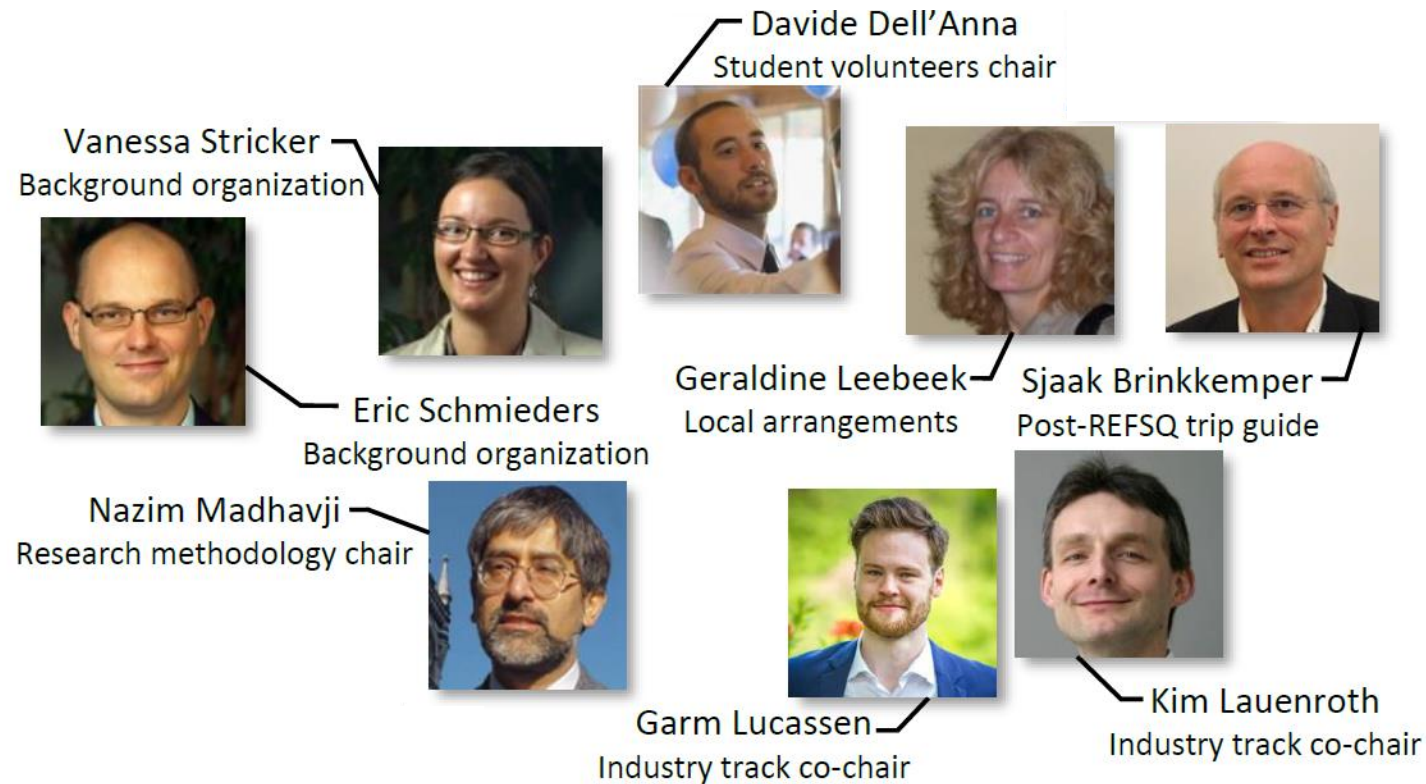 Davide Dell’Anna
Student volunteers chair
Vanessa Stricker
Background organization
Geraldine Leebeek
Local arrangements
Sjaak Brinkkemper
Post-REFSQ trip guide
Eric Schmieders
Background organization
Nazim Madhavji
Research methodology chair
Garm Lucassen
Industry track co-chair
Kim Lauenroth
Industry track co-chair